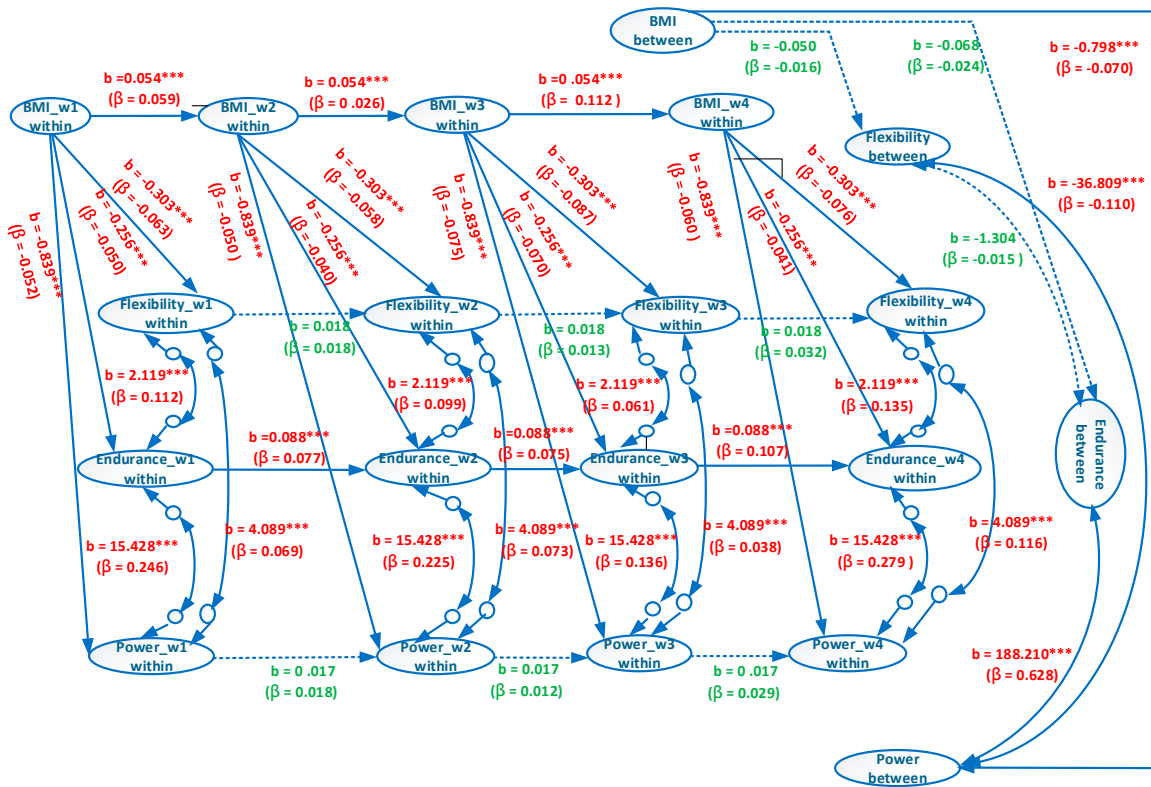 BMI
between
b = -0.050
(β = -0.016)
b = -0.068
(β = -0.024)
b = -0.798***
(β = -0.070)
b =0.054***
(β = 0.059)
b = 0.054***
(β = 0 .026)
b =0 .054***
(β = 0.112 )
BMI_w1
within
BMI_w2
within
BMI_w3
within
BMI_w4
within
Flexibility
between
b = -0.303***
(β = -0.063)
b = -0.256***
(β = -0.050)
b = -0.839***
(β = -0.052)
b = -0.303***
(β = -0.058)
b = -0.256***
(β = -0.040)
b = -0.839***
(β = -0.050 )
b = -0.303***
(β = -0.087)
b = -0.256***
(β = -0.070)
b = -0.839***
(β = -0.075)
b = -0.303***
(β = -0.076)
b = -0.256***
(β = -0.041)
b = -0.839***
(β = -0.060 )
b = -36.809***
(β = -0.110)
b = -1.304
(β = -0.015 )
Flexibility_w1
within
Flexibility_w2
within
Flexibility_w3
within
Flexibility_w4
within
b = 0.018
(β = 0.018)
b = 0.018
(β = 0.013)
b = 0.018
(β = 0.032)
b = 2.119***
(β = 0.112)
b = 2.119***
(β = 0.099)
b = 2.119***
(β = 0.061)
b = 2.119***
(β = 0.135)
Endurance_w1
within
b =0.088***
(β = 0.077)
Endurance_w2
within
b =0.088***
(β = 0.075)
Endurance_w3
within
b =0.088***
(β = 0.107)
Endurance_w4
within
Endurance
between
b = 15.428***
(β = 0.246)
b = 4.089***
(β = 0.069)
b = 15.428***
(β = 0.225)
b = 4.089***
(β = 0.073)
b = 15.428***
(β = 0.136)
b = 4.089***
(β = 0.038)
b = 15.428***
(β = 0.279 )
b = 4.089***
(β = 0.116)
Power_w1
within
Power_w2
within
Power_w3
within
Power_w4
within
b = 0 .017
(β = 0.018)
b = 0.017
(β = 0.012)
b = 0 .017
(β = 0.029)
b = 188.210***
(β = 0.628)
Power
between